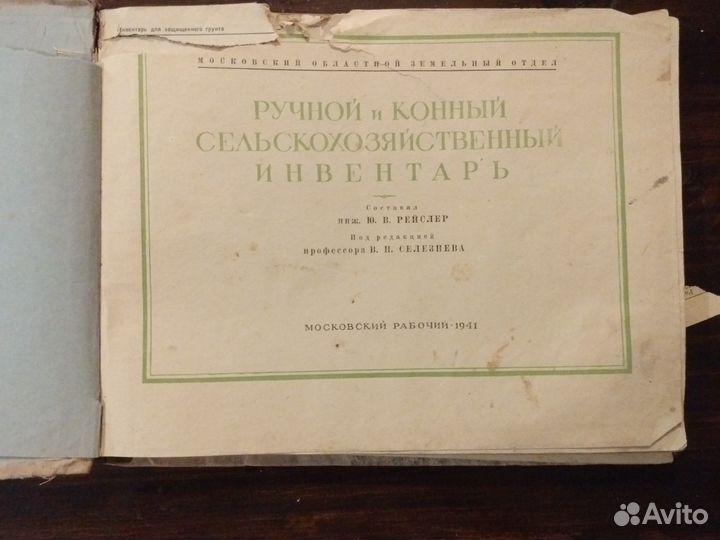 Инвентарь для защищенного грунта
МОСКОВСКИЙ ОБЛАСТНОЙ ЗЕМЕЛЬНЫЙ ОТДЕЛ
РУЧНОЙ и КОННЫЙ
СЕЛЬСКОХОЗЯЙСТВЕННЫЙ
ИНВЕНТАРЬ
Составил
инж. Ю. В. РЕЙСЛЕР
Под редакцией
профессора В. П. СЕЛЕЗНЕВА
МОСКОВСКИЙ РАБОЧИЙ · 1941
Avito